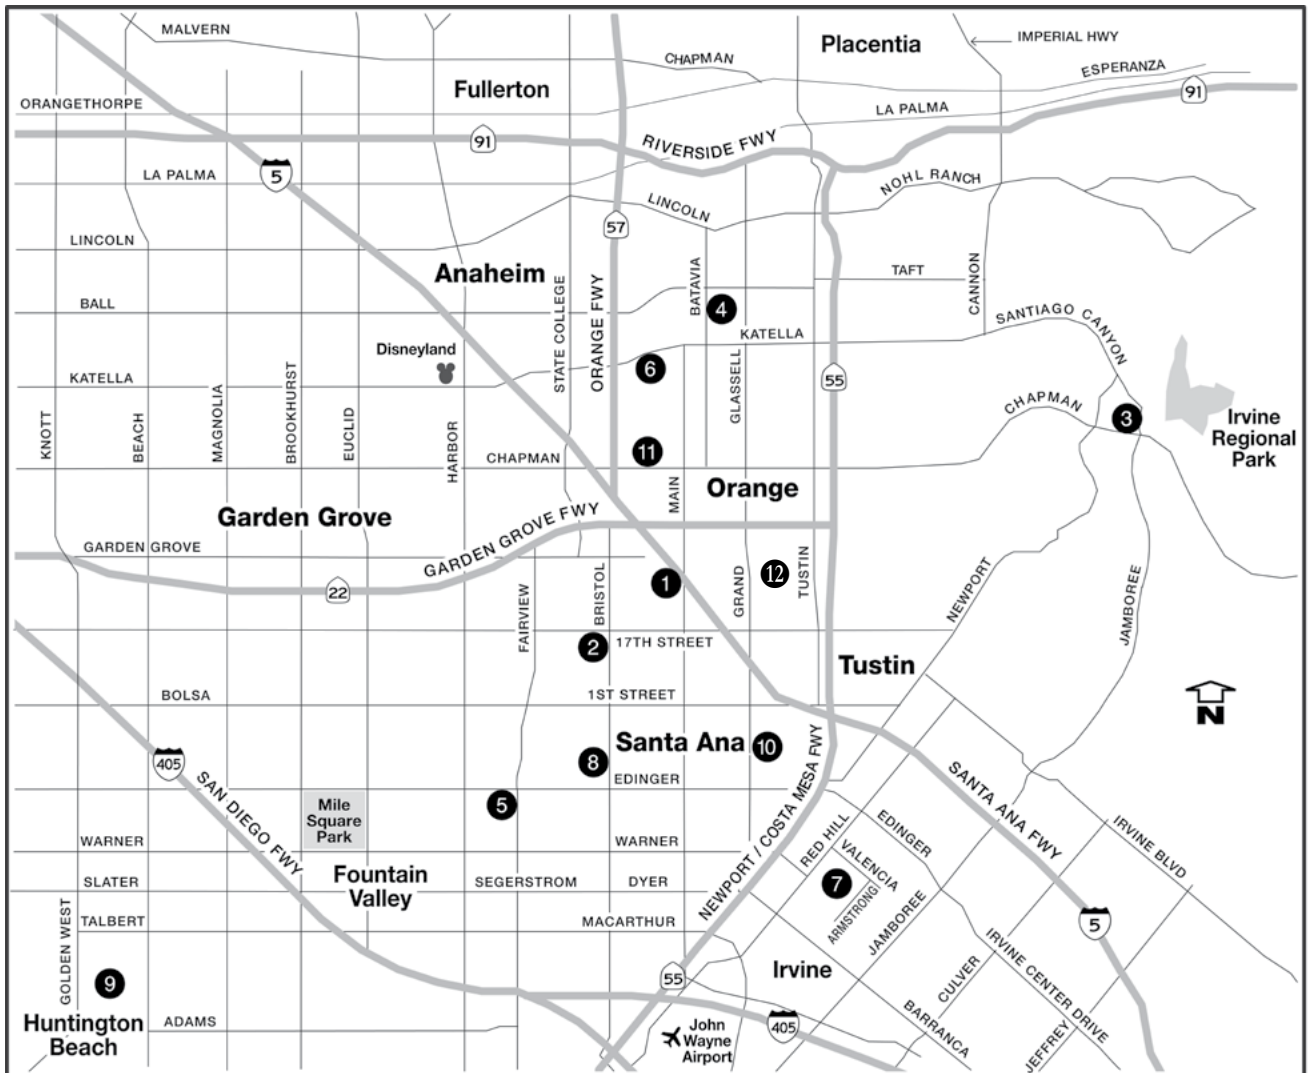 MALVERN
CHAPMAN
Placentia
IMPERIAL HWY
ESPERANZA
Fullerton
ORANGETHORPE
LA PALMA
91
91
RIVERSIDE FWY
5
LA PALMA
NOHL RANCH
LINCOLN
57
LINCOLN
Anaheim
TAFT
BATAVIA
CANNON
STATE COLLEGE
ORANGE FWY
BALL
4
SANTIAGO CANYON
KATELLA
Disneyland
6
GLASSELL
55
KATELLA
KNOTT
BEACH
MAGNOLIA
BROOKHURST
EUCLID
HARBOR
CHAPMAN
3
Irvine
Regional
Park
11
CHAPMAN
MAIN
Orange
Garden Grove
GARDEN GROVE FWY
GARDEN GROVE
22
FAIRVIEW
BRISTOL
1
GRAND
12
TUSTIN
NEWPORT
JAMBOREE
2
17TH STREET
Tustin
BOLSA
1ST STREET
N
Santa Ana
10
8
EDINGER
405
SAN DIEGO FWY
5
Mile
Square
Park
NEWPORT / COSTA MESA FWY
SANTA ANA FWY
IRVINE BLVD
RED HILL
EDINGER
VALENCIA
WARNER
WARNER
7
ARMSTRONG
JAMBOREE
SLATER
Fountain
Valley
SEGERSTROM
DYER
5
GOLDEN WEST
TALBERT
MACARTHUR
IRVINE CENTER DRIVE
CULVER
9
55
Irvine
Huntington
Beach
ADAMS
John
Wayne
Airport
405
BARRANCA
JEFFREY